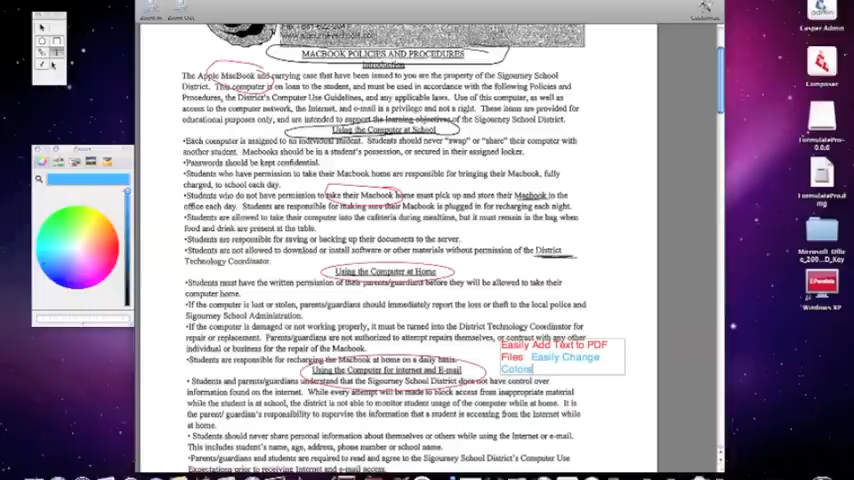 Zoom In Zoom Out
Customize
MACBOOK POLICIES AND PROCEDURES
Introduction
The Apple MacBook and carrying case that have been issued to you are the property of the Sigourney School
District. This computer is on loan to the student, and must be used in accordance with the following Policies and
Procedures, the District's Computer Use Guidelines, and any applicable laws. Use of this computer, as well as
access to the computer network, the Internet, and e-mail is a privilege and not a right. These items are provided for
educational purposes only, and are intended to support the learning objectives of the Sigourney School District.
Using the Computer at School
•Each computer is assigned to an individual student. Students should never "swap" or "share" their computer with
another student. Macbooks should be in a student's possession, or secured in their assigned locker.
•Passwords should be kept confidential.
•Students who have permission to take their Macbook home are responsible for bringing their Macbook, fully
charged, to school each day.
•Students who do not have permission to take their Macbook home must pick up and store their Macbook in the
office each day. Students are responsible for making sure their Macbook is plugged in for recharging each night.
•Students are allowed to take their computer into the cafeteria during mealtime, but it must remain in the bag when
food and drink are present at the table.
•Students are responsible for saving or backing up their documents to the server.
•Students are not allowed to download or install software or other materials without permission of the District
Technology Coordinator.
Using the Computer at Home
•Students must have the written permission of their parents/guardians before they will be allowed to take their
computer home.
•If the computer is lost or stolen, parents/guardians should immediately report the loss or theft to the local police and
Sigourney School Administration.
•If the computer is damaged or not working properly, it must be turned into the District Technology Coordinator for
repair or replacement. Parents/guardians are not authorized to attempt repairs themselves, or contract with any other
individual or business for the repair of the Macbook.
•Students are responsible for recharging the Macbook at home on a daily basis.
Easily Add Text to PDF
Files Easily Change
Colors
Using the Computer for internet and E-mail
• Students and parents/guardians understand that the Sigourney School District does not have control over
information found on the internet. While every attempt will be made to block access from inappropriate material
while at the school, the district is not able to monitor student usage of the computer while at home. It is
the parent/ guardian's responsibility to supervise the information that a student is accessing from the Internet while
at home.
• Students should never share personal information about themselves or others while using the Internet or e-mail.
This includes student's name, age, address, phone number or school name.
•Parents/guardians and students are required to read and agree to the Sigourney School District's Computer Use
Expectations prior to receiving Internet and e-mail access.
admin
Casper Admin
Composer
FormulatePro-
0.0.6
Microsoft Offic
e_200...D_Key
Parallels
Windows XP